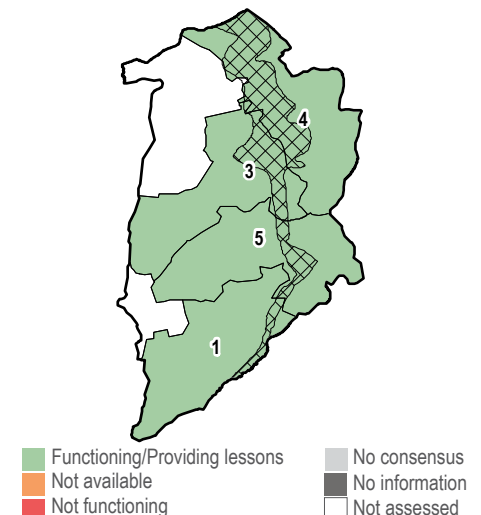 4
3
5
1
Functioning/Providing lessons
Not available
Not functioning
No consensus
No information
Not assessed